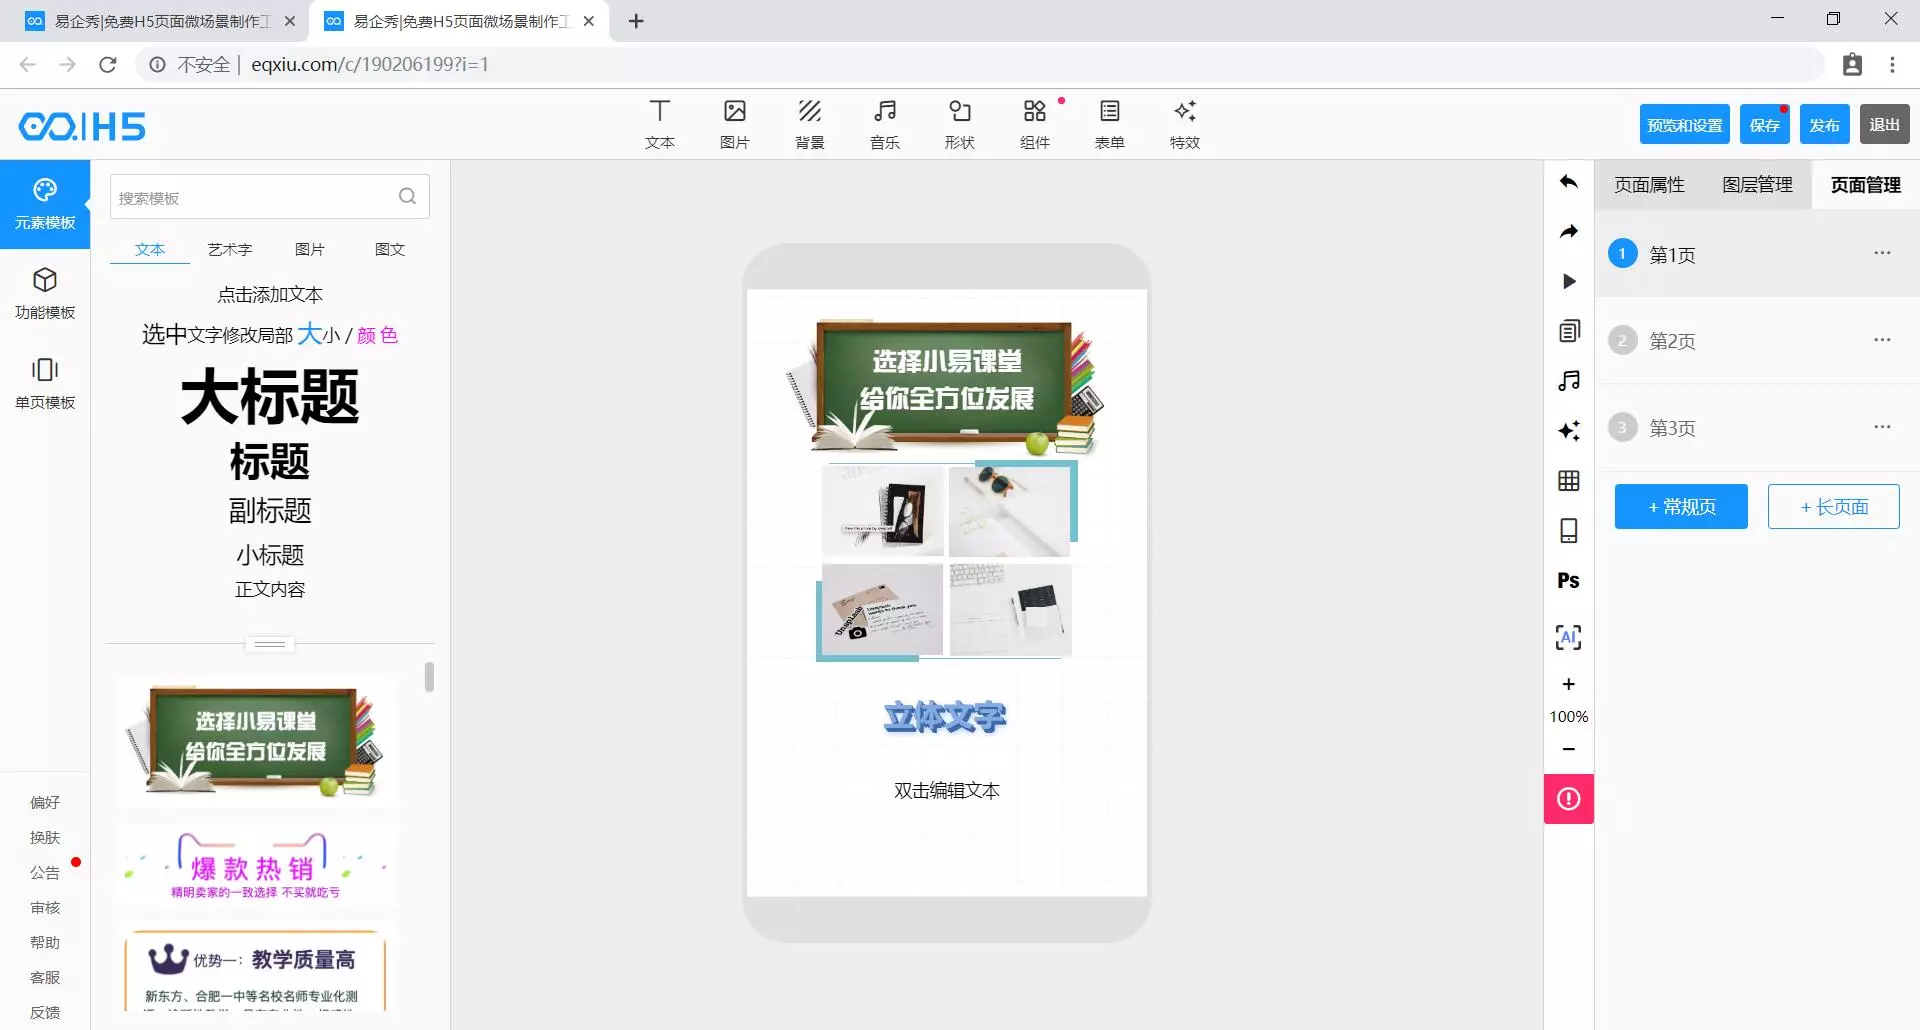 易企秀|免费H5页面微场景制作工
易企秀|免费H5页面微场景制作工
不安全 | eqxiu.com/c/190206199?i=1
H5
文本
图片
背景
音乐
形状
组件
表单
特效
预览和设置
保存
发布
退出
元素模板
功能模板
单页模板
偏好
换肤
公告
审核
帮助
客服
反馈
搜索模板
文本 艺术字 图片 图文
点击添加文本
选中文字修改局部 大小 / 颜色
大标题
标题
副标题
小标题
正文内容
选择小易课堂
给你全方位发展
爆款热销
精明卖家的一致选择 不买就吃亏
优势一：教学质量高
新东方、合肥一中等名校名师专业化测
选择小易课堂
给你全方位发展
Unsplash
立体文字
双击编辑文本
Ps
AI
+
100%
−
页面属性 图层管理 页面管理
1 第1页 ···
2 第2页 ···
3 第3页 ···
+ 常规页
+ 长页面